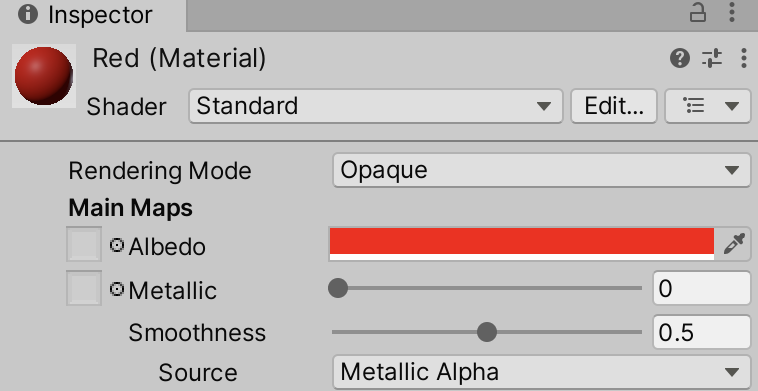 Inspector
Red (Material)
Shader Standard Edit...
Rendering Mode Opaque
Main Maps
Albedo
Metallic 0
Smoothness 0.5
Source Metallic Alpha